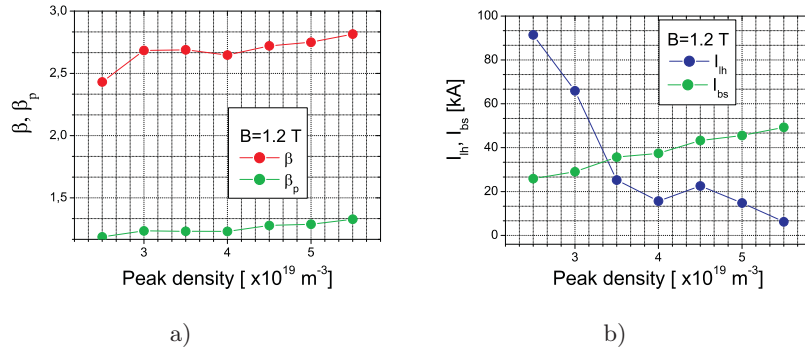 3,0
2,5
2,0
1,5
β, βp
B=1.2 T
β
βp
3 4 5
Peak density [ x10^19 m^-3]
a)
100
80
60
40
20
0
I_lh, I_bs [kA]
B=1.2 T
I_lh
I_bs
3 4 5
Peak density [ x10^19 m^-3]
b)